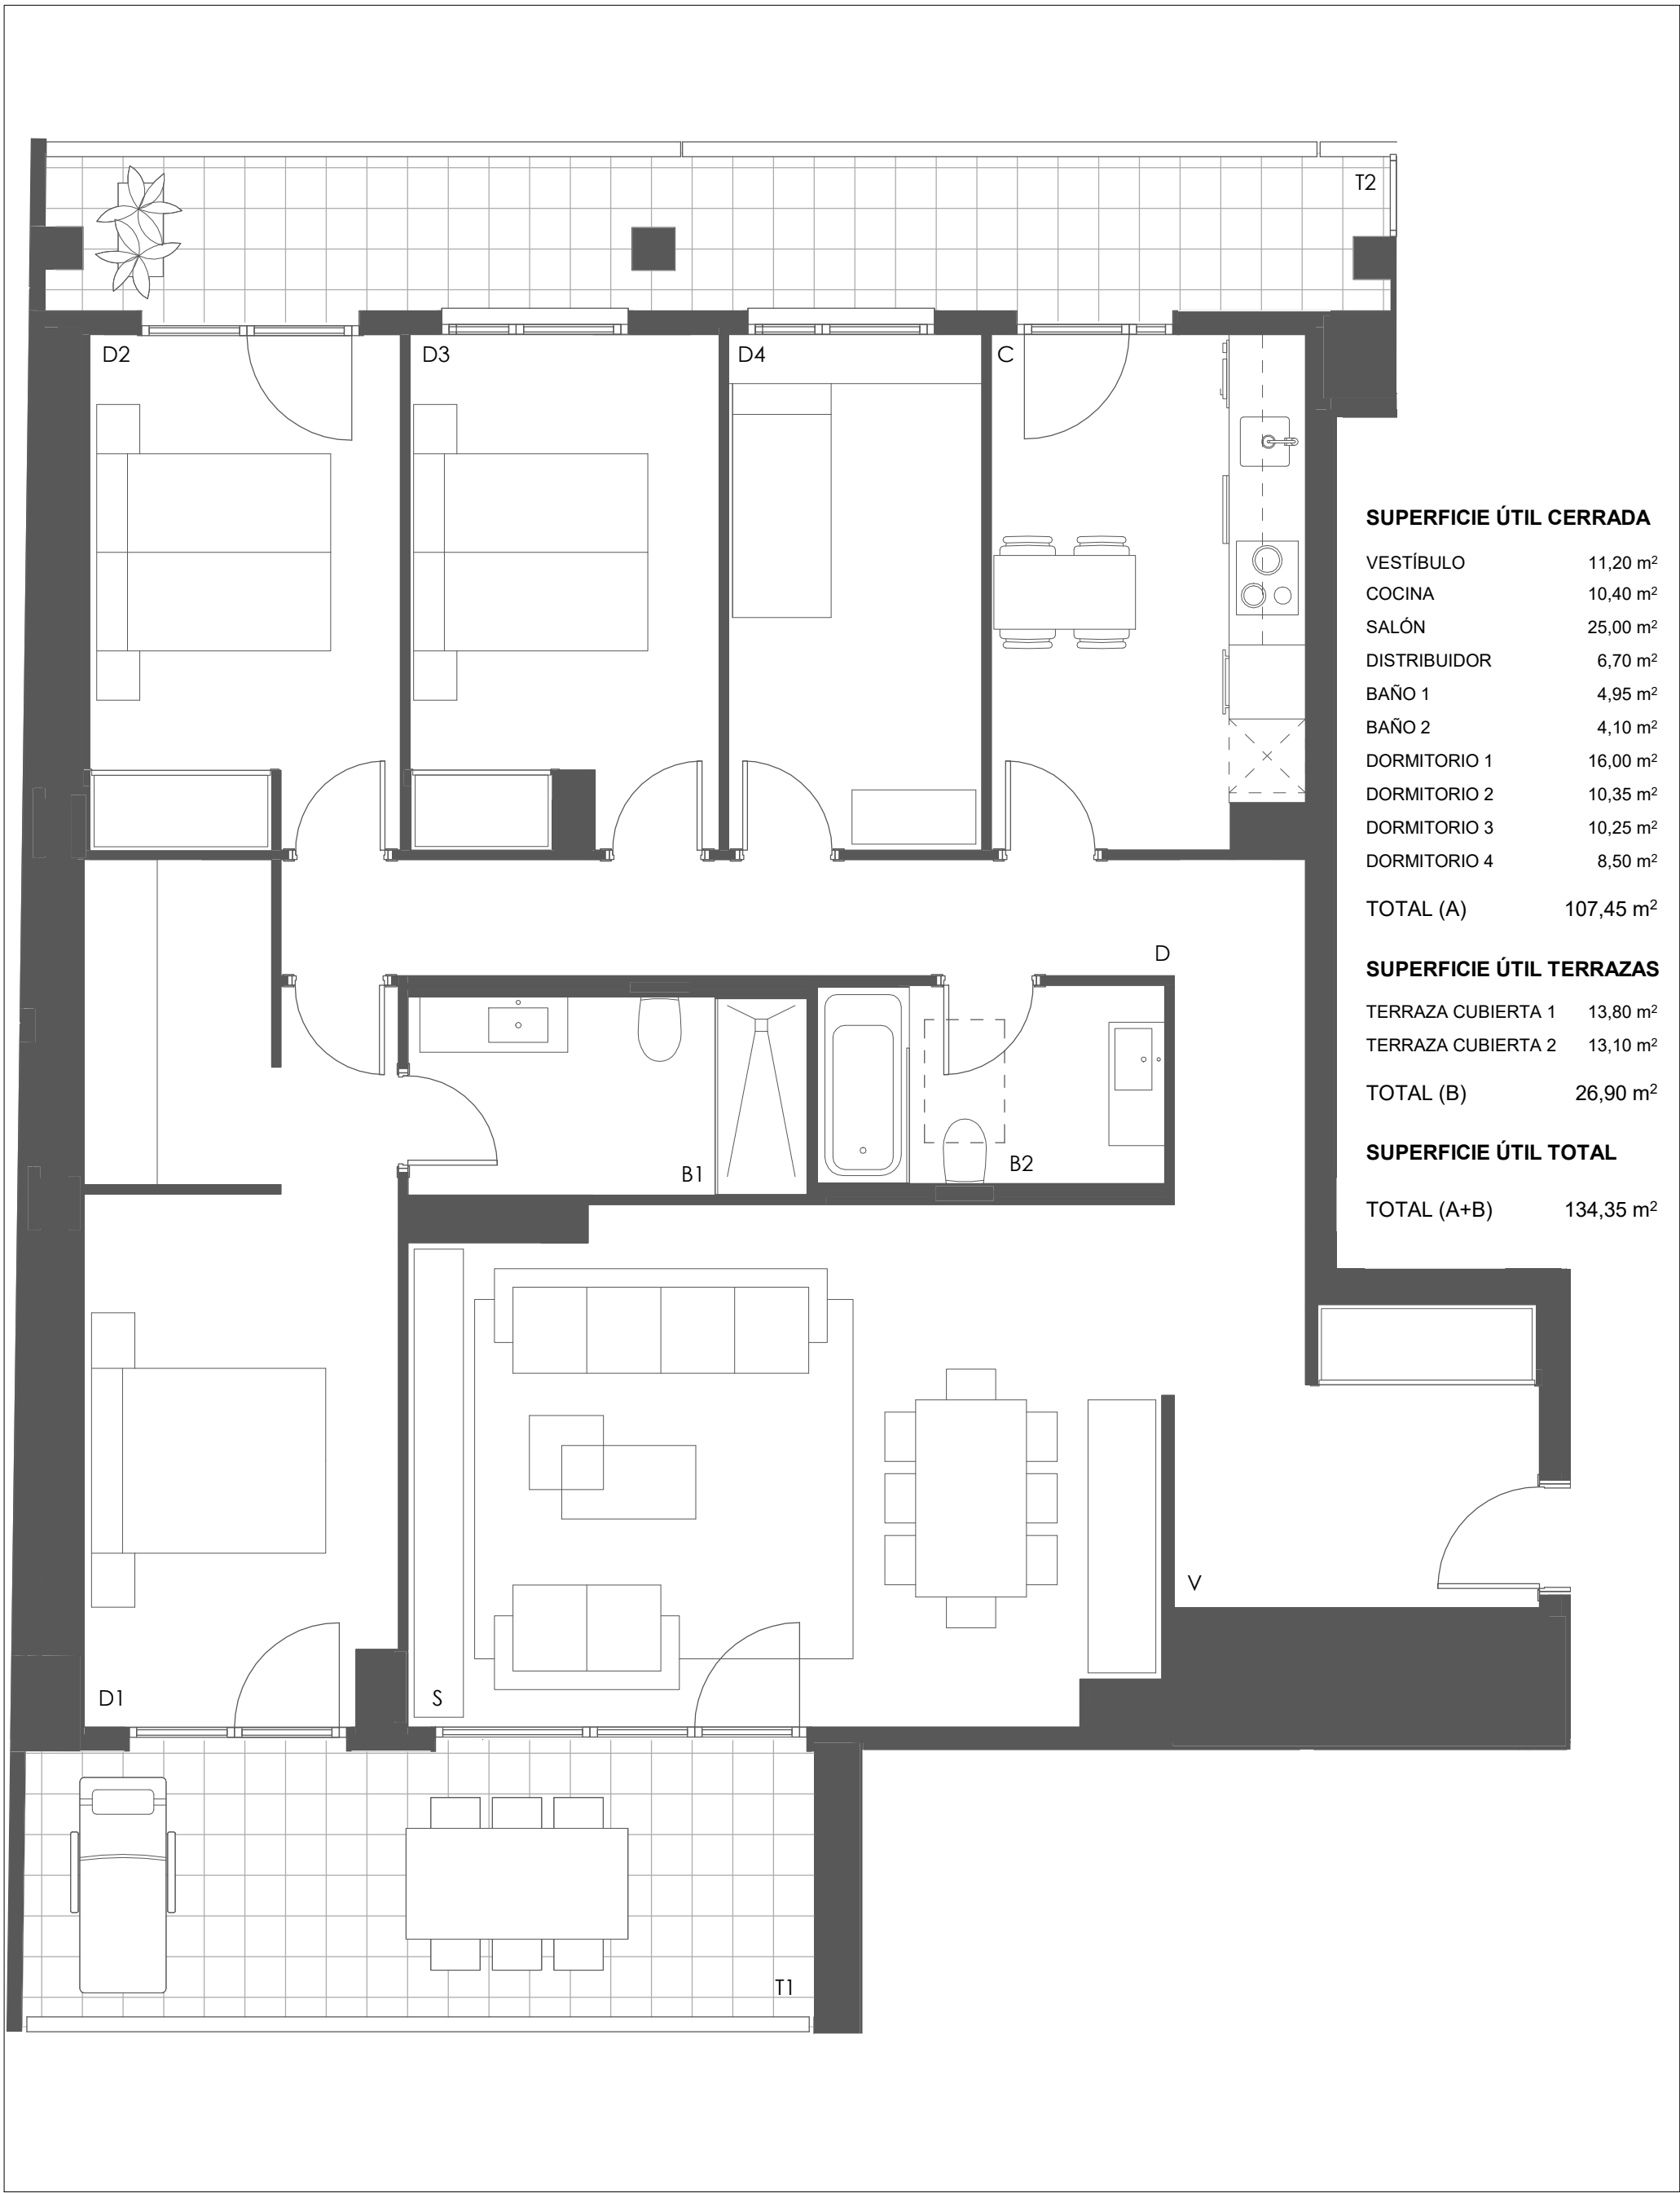 T2
D2
D3
D4
C
SUPERFICIE ÚTIL CERRADA
VESTÍBULO 11,20 m²
COCINA 10,40 m²
SALÓN 25,00 m²
DISTRIBUIDOR 6,70 m²
BAÑO 1 4,95 m²
BAÑO 2 4,10 m²
DORMITORIO 1 16,00 m²
DORMITORIO 2 10,35 m²
DORMITORIO 3 10,25 m²
DORMITORIO 4 8,50 m²
TOTAL (A) 107,45 m²
SUPERFICIE ÚTIL TERRAZAS
TERRAZA CUBIERTA 1 13,80 m²
TERRAZA CUBIERTA 2 13,10 m²
TOTAL (B) 26,90 m²
SUPERFICIE ÚTIL TOTAL
TOTAL (A+B) 134,35 m²
D
B1
B2
V
D1
S
T1